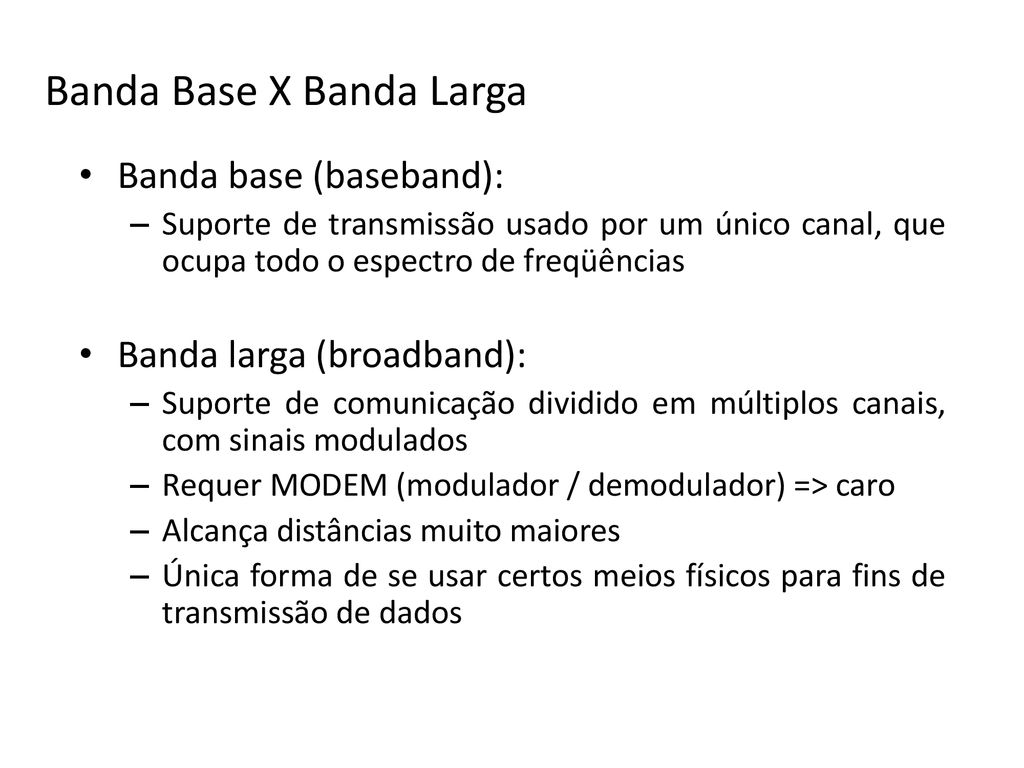 Banda Base X Banda Larga
• Banda base (baseband):
– Suporte de transmissão usado por um único canal, que
ocupa todo o espectro de freqüências
• Banda larga (broadband):
– Suporte de comunicação dividido em múltiplos canais,
com sinais modulados
– Requer MODEM (modulador / demodulador) => caro
– Alcança distâncias muito maiores
– Única forma de se usar certos meios físicos para fins de
transmissão de dados